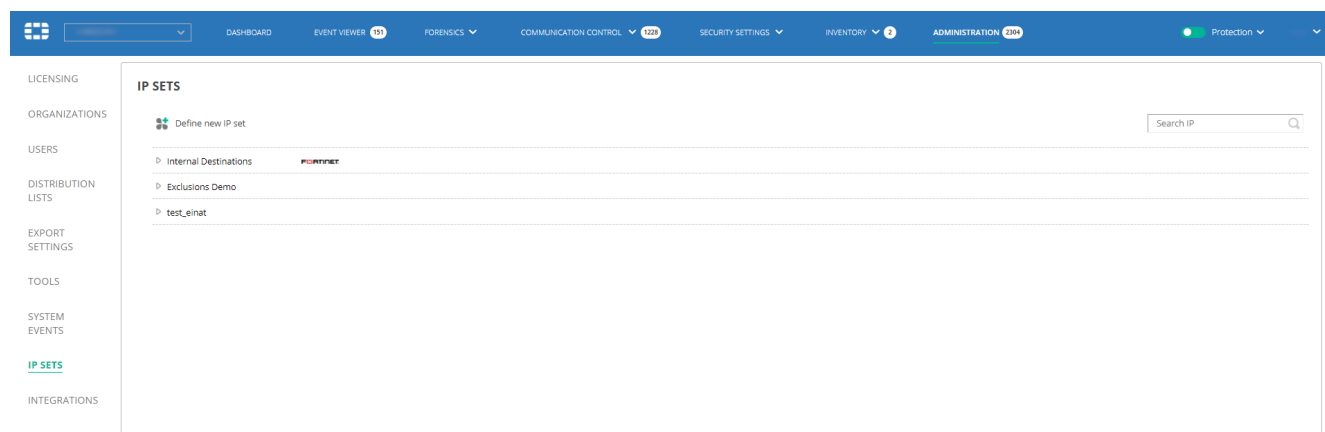 DASHBOARD EVENT VIEWER 151 FORENSICS COMMUNICATION CONTROL 1228 SECURITY SETTINGS INVENTORY 2 ADMINISTRATION 2304 Protection
LICENSING
IP SETS
ORGANIZATIONS
Define new IP set
Search IP
USERS
Internal Destinations FORTINET
DISTRIBUTION
LISTS
Exclusions Demo
test_einat
EXPORT
SETTINGS
TOOLS
SYSTEM
EVENTS
IP SETS
INTEGRATIONS